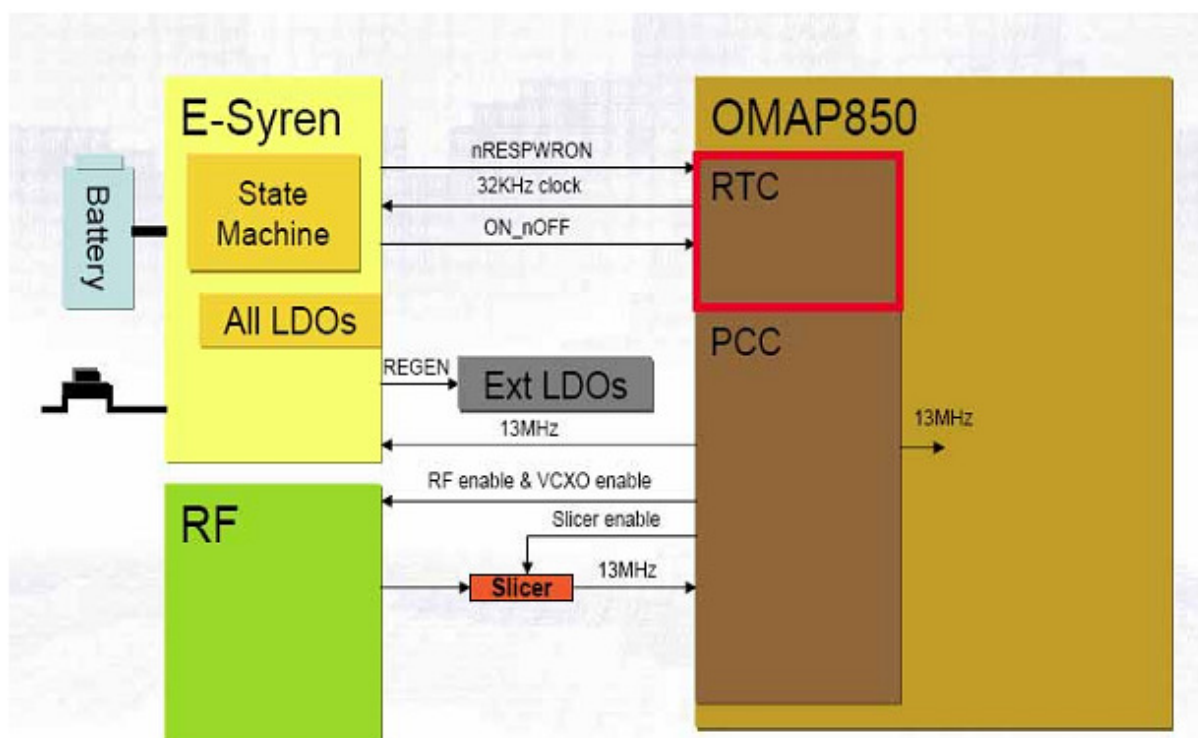 E-Syren
OMAP850
Battery
State
Machine
nRESPWRON
32KHz clock
ON_nOFF
RTC
All LDOs
PCC
REGEN
Ext LDOs
13MHz
13MHz
RF enable & VCXO enable
RF
Slicer enable
Slicer
13MHz